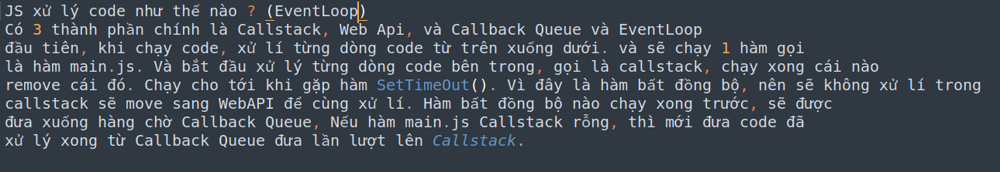 JS xử lý code như thế nào ? (EventLoop)
Có 3 thành phần chính là Callstack, Web Api, và Callback Queue và EventLoop
đầu tiên, khi chạy code, xử lí từng dòng code từ trên xuống dưới. và sẽ chạy 1 hàm gọi
là hàm main.js. Và bắt đầu xử lý từng dòng code bên trong, gọi là callstack, chạy xong cái nào
remove cái đó. Chạy cho tới khi gặp hàm SetTimeOut(). Vì đây là hàm bất đồng bộ, nên sẽ không xử lí trong
callstack sẽ move sang WebAPI để cùng xử lí. Hàm bất đồng bộ nào chạy xong trước, sẽ được
đưa xuống hàng chờ Callback Queue, Nếu hàm main.js Callstack rỗng, thì mới đưa code đã
xử lý xong từ Callback Queue đưa lần lượt lên Callstack.